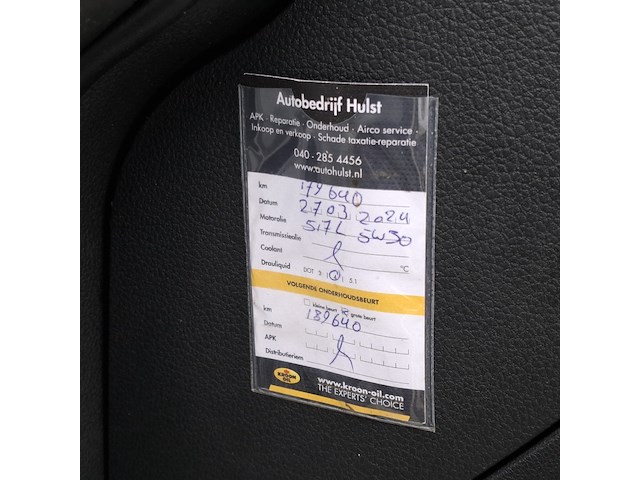 Autobedrijf Hulst
APK · Reparatie · Onderhoud · Airco service ·
Inkoop en verkoop · Schade taxatie-reparatie
040 - 285 4456
www.autohulst.nl
km 179640
Datum 27 03 2024
Motorolie 5,7L 5W30
Transmissieolie
Coolant °C
Drauliquid DOT 3 | 4 | 5.1
VOLGENDE ONDERHOUDSBEURT
kleine beurt grote beurt
km 189640
Datum
APK
Distributieriem
KROON OIL
www.kroon-oil.com
THE EXPERTS' CHOICE